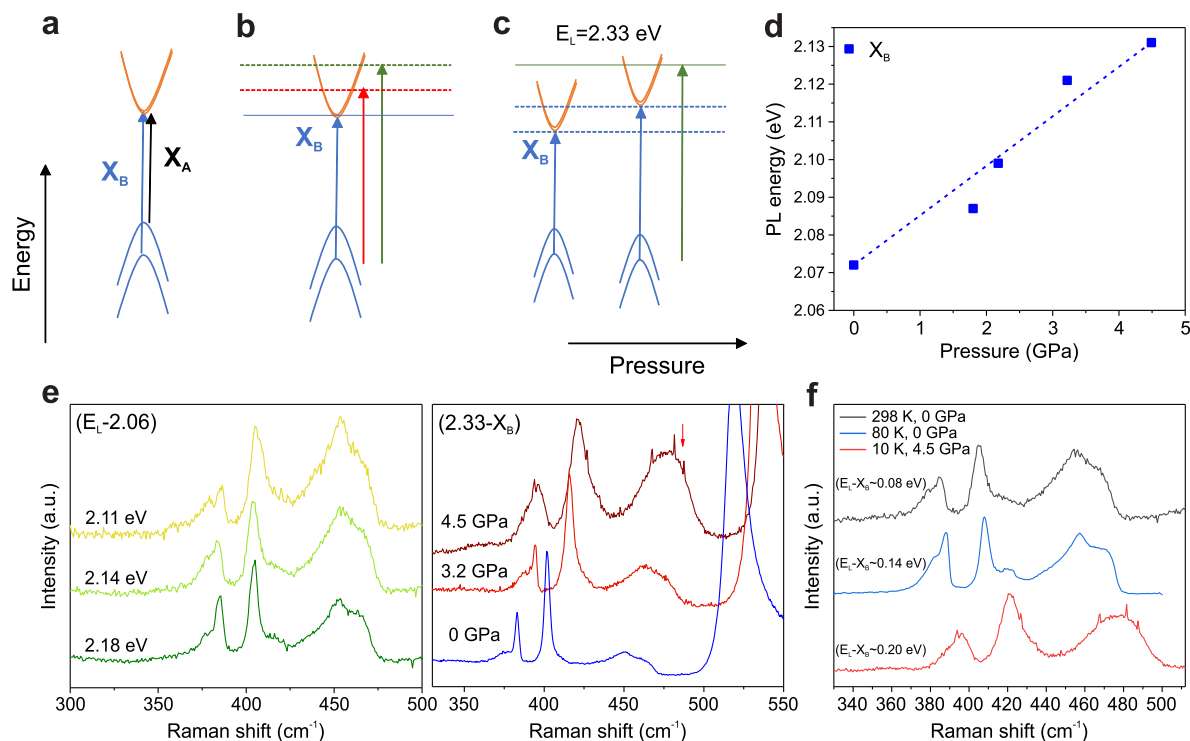 a
b
c
d
E_L=2.33 eV
X_B
X_A
X_B
X_B
Energy
Pressure
X_B
2.13
2.12
2.11
2.10
2.09
2.08
2.07
2.06
PL energy (eV)
0 1 2 3 4 5
Pressure (GPa)
e
f
(E_L-2.06)
2.11 eV
2.14 eV
2.18 eV
Intensity (a.u.)
300 350 400 450 500
Raman shift (cm⁻¹)
(2.33-X_B)
4.5 GPa
3.2 GPa
0 GPa
350 400 450 500 550
Raman shift (cm⁻¹)
298 K, 0 GPa
80 K, 0 GPa
10 K, 4.5 GPa
(E_L-X_B~0.08 eV)
(E_L-X_B~0.14 eV)
(E_L-X_B~0.20 eV)
Intensity (a.u.)
340 360 380 400 420 440 460 480 500
Raman shift (cm⁻¹)